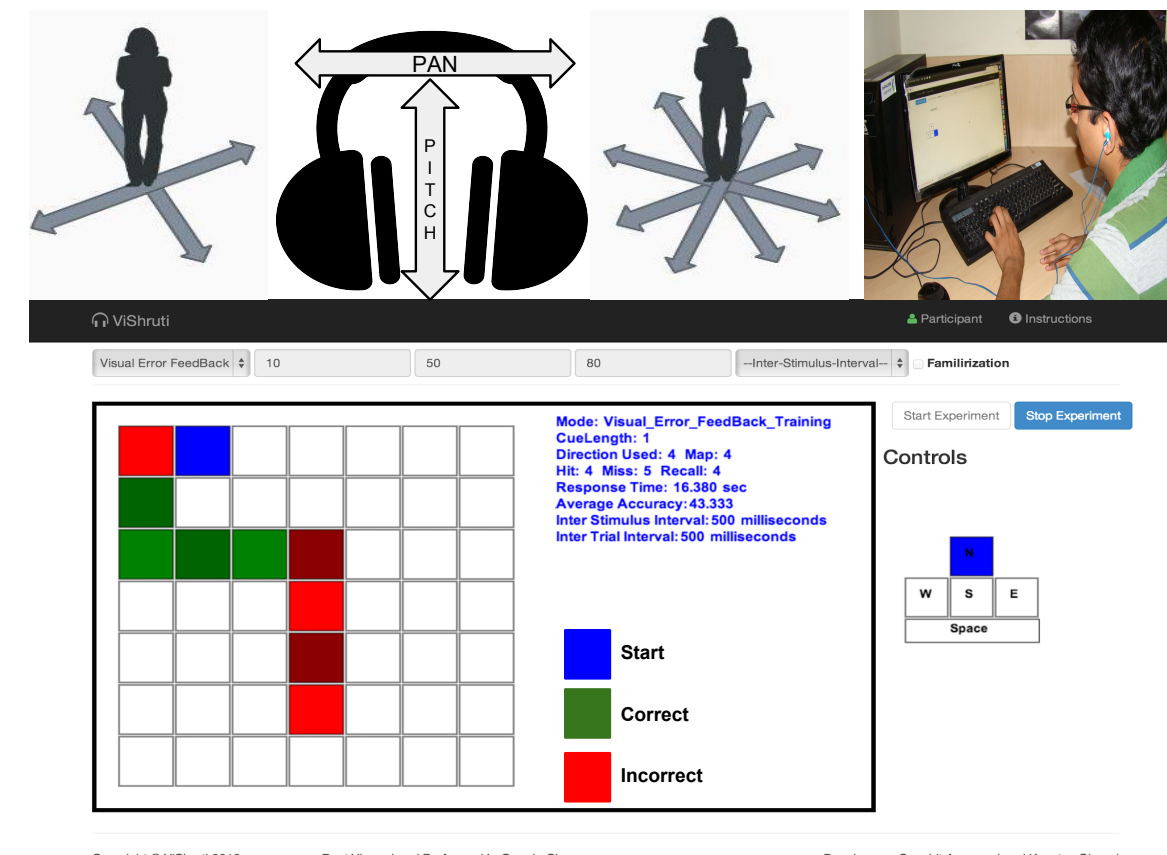 PAN
P
I
T
C
H
ViShruti
Participant
Instructions
Visual Error FeedBack
10
50
80
--Inter-Stimulus-Interval--
Familirization
Mode: Visual_Error_FeedBack_Training
CueLength: 1
Direction Used: 4 Map: 4
Hit: 4 Miss: 5 Recall: 4
Response Time: 16.380 sec
Average Accuracy:43.333
Inter Stimulus Interval:500 milliseconds
Inter Trial Interval:500 milliseconds
Start Experiment
Stop Experiment
Controls
N
W S E
Space
Start
Correct
Incorrect